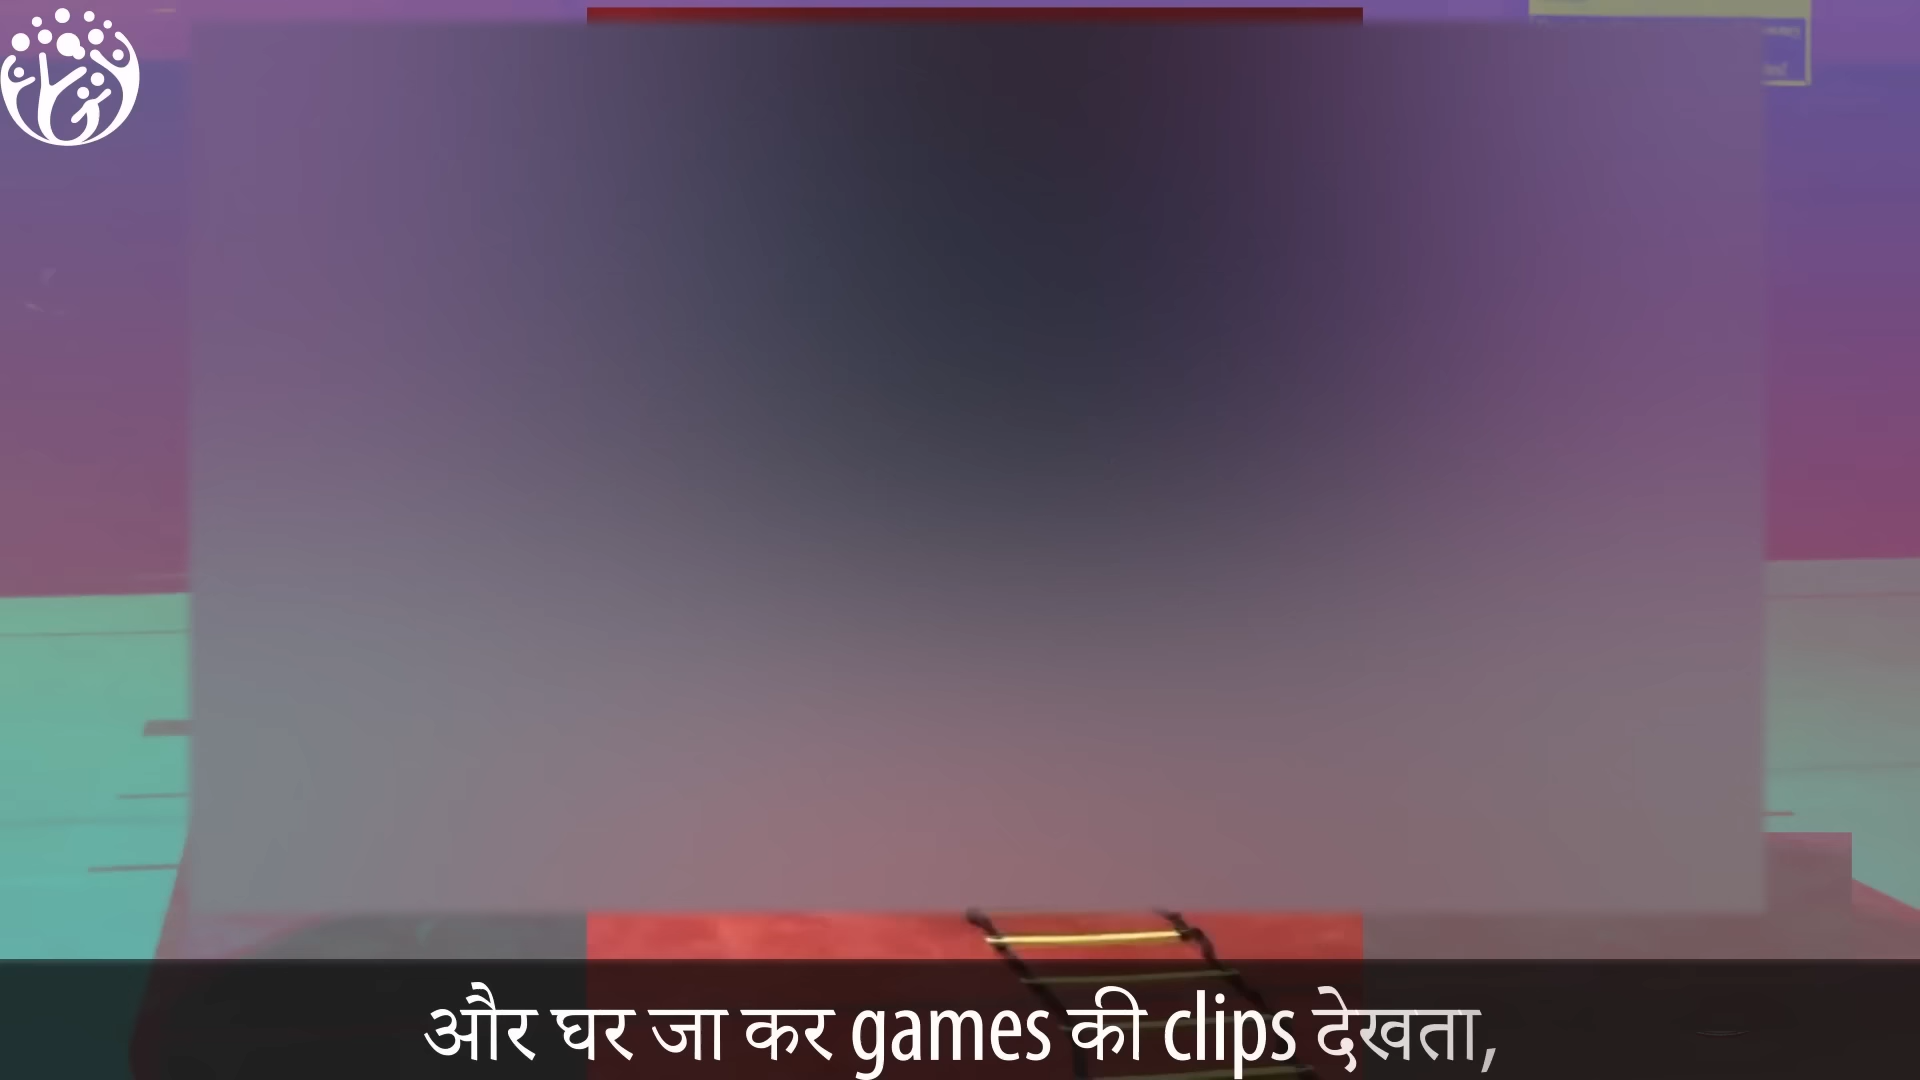 और घर जा कर games की clips देखता,